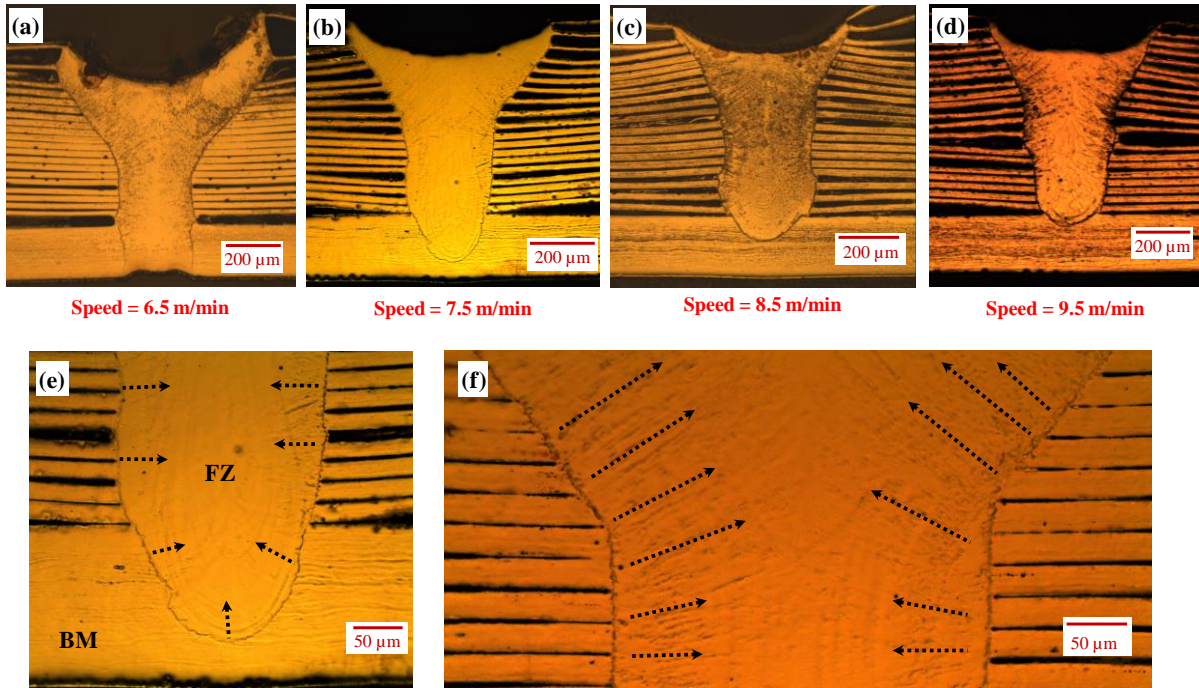 (a)
(b)
(c)
(d)
200 µm
200 µm
200 µm
200 µm
Speed = 6.5 m/min
Speed = 7.5 m/min
Speed = 8.5 m/min
Speed = 9.5 m/min
(e)
(f)
FZ
BM
50 µm
50 µm